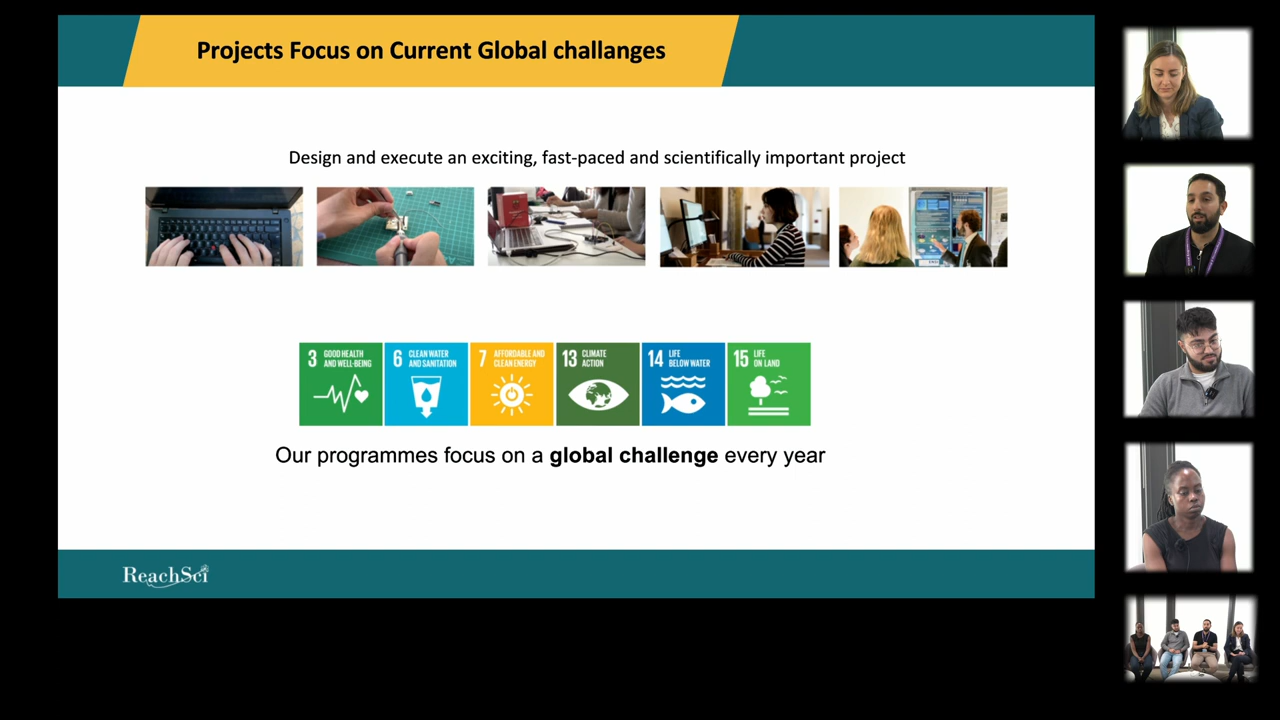 Projects Focus on Current Global challanges
Design and execute an exciting, fast-paced and scientifically important project
3 GOOD HEALTH
AND WELL-BEING
6 CLEAN WATER
AND SANITATION
7 AFFORDABLE AND
CLEAN ENERGY
13 CLIMATE
ACTION
14 LIFE
BELOW WATER
15 LIFE
ON LAND
Our programmes focus on a global challenge every year
ReachSci